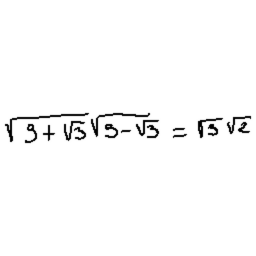 √(3+√3) √(3-√3) = √3 √2